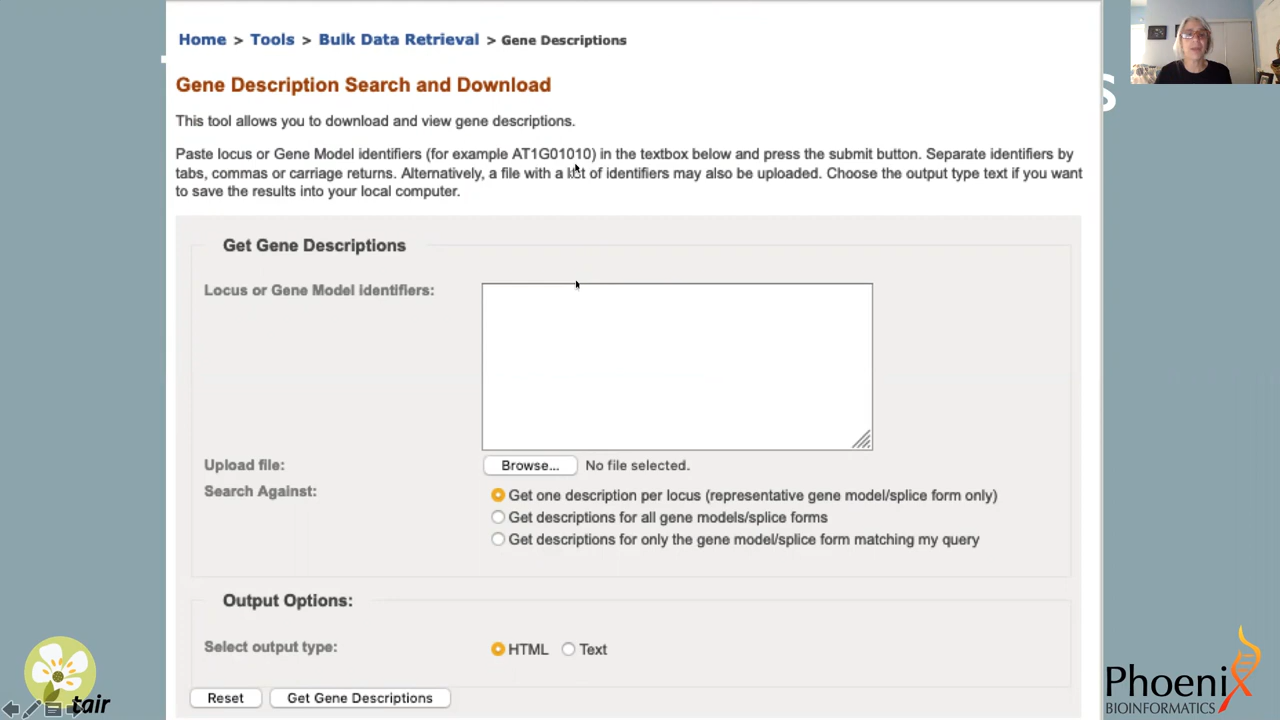 Home > Tools > Bulk Data Retrieval > Gene Descriptions
s
Gene Description Search and Download
This tool allows you to download and view gene descriptions.
Paste locus or Gene Model identifiers (for example AT1G01010) in the textbox below and press the submit button. Separate identifiers by
tabs, commas or carriage returns. Alternatively, a file with a list of identifiers may also be uploaded. Choose the output type text if you want
to save the results into your local computer.
Get Gene Descriptions
Locus or Gene Model identifiers:
Upload file: Browse... No file selected.
Search Against: Get one description per locus (representative gene model/splice form only)
Get descriptions for all gene models/splice forms
Get descriptions for only the gene model/splice form matching my query
Output Options:
Select output type: HTML Text
Reset Get Gene Descriptions
tair
Phoenix
BIOINFORMATICS